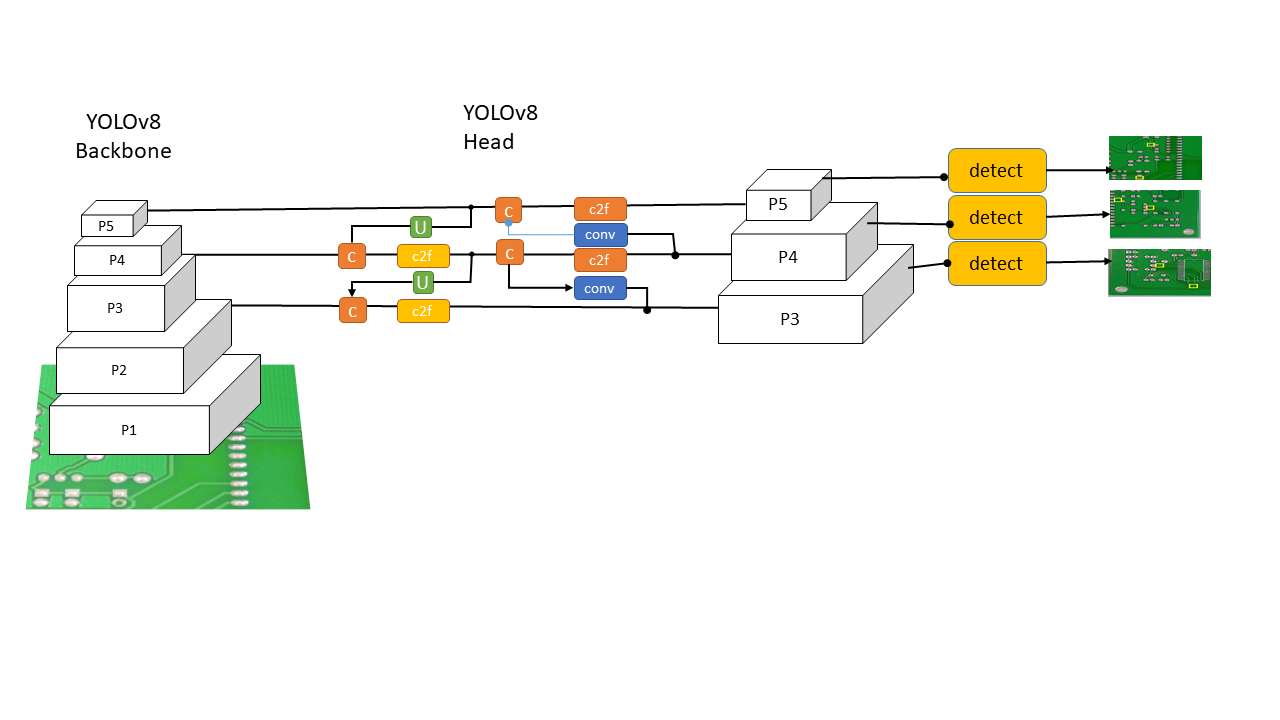 YOLOv8
Backbone
YOLOv8
Head
P5
P4
P3
P2
P1
U
C
c2f
U
C
c2f
C
c2f
conv
C
c2f
conv
P5
P4
P3
detect
detect
detect